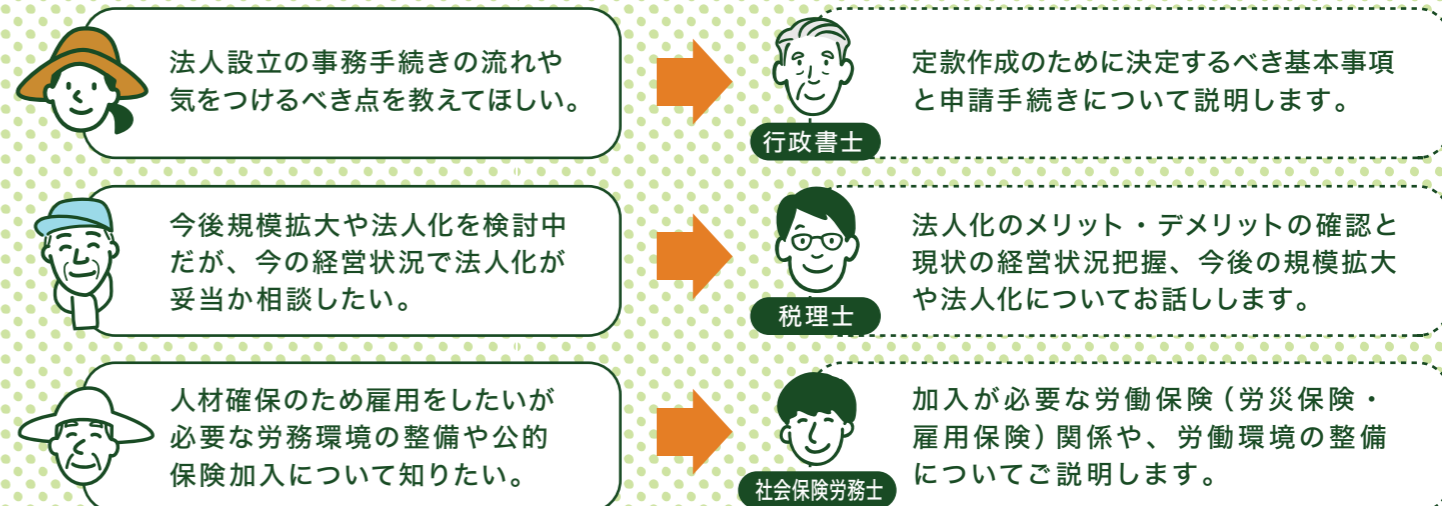 法人設立の事務手続きの流れや
気をつけるべき点を教えてほしい。
行政書士
定款作成のために決定するべき基本事項
と申請手続きについて説明します。
今後規模拡大や法人化を検討中
だが、今の経営状況で法人化が
妥当か相談したい。
税理士
法人化のメリット・デメリットの確認と
現状の経営状況把握、今後の規模拡大
や法人化についてお話しします。
人材確保のため雇用をしたいが
必要な労務環境の整備や公的
保険加入について知りたい。
社会保険労務士
加入が必要な労働保険（労災保険・
雇用保険）関係や、労働環境の整備
についてご説明します。